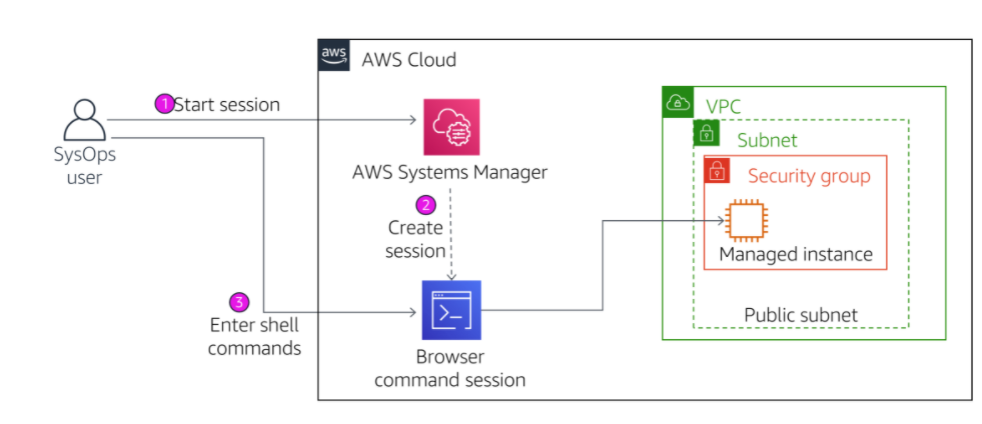 aws
AWS Cloud
1
Start session
VPC
SysOps
user
Subnet
AWS Systems Manager
Security group
2
Create
session
Managed instance
3
Enter shell
commands
Public subnet
Browser
command session